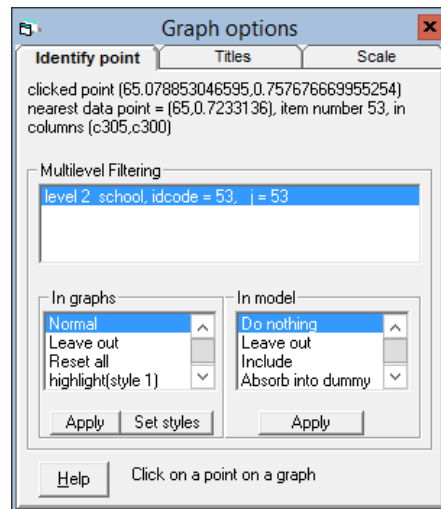 Graph options
Identify point
Titles
Scale
clicked point (65.078853046595,0.757676669955254)
nearest data point = (65,0.7233136), item number 53, in
columns (c305,c300)
Multilevel Filtering
level 2 school, idcode = 53, j = 53
In graphs
Normal
Leave out
Reset all
highlight(style 1)
Apply
Set styles
In model
Do nothing
Leave out
Include
Absorb into dummy
Apply
Help
Click on a point on a graph